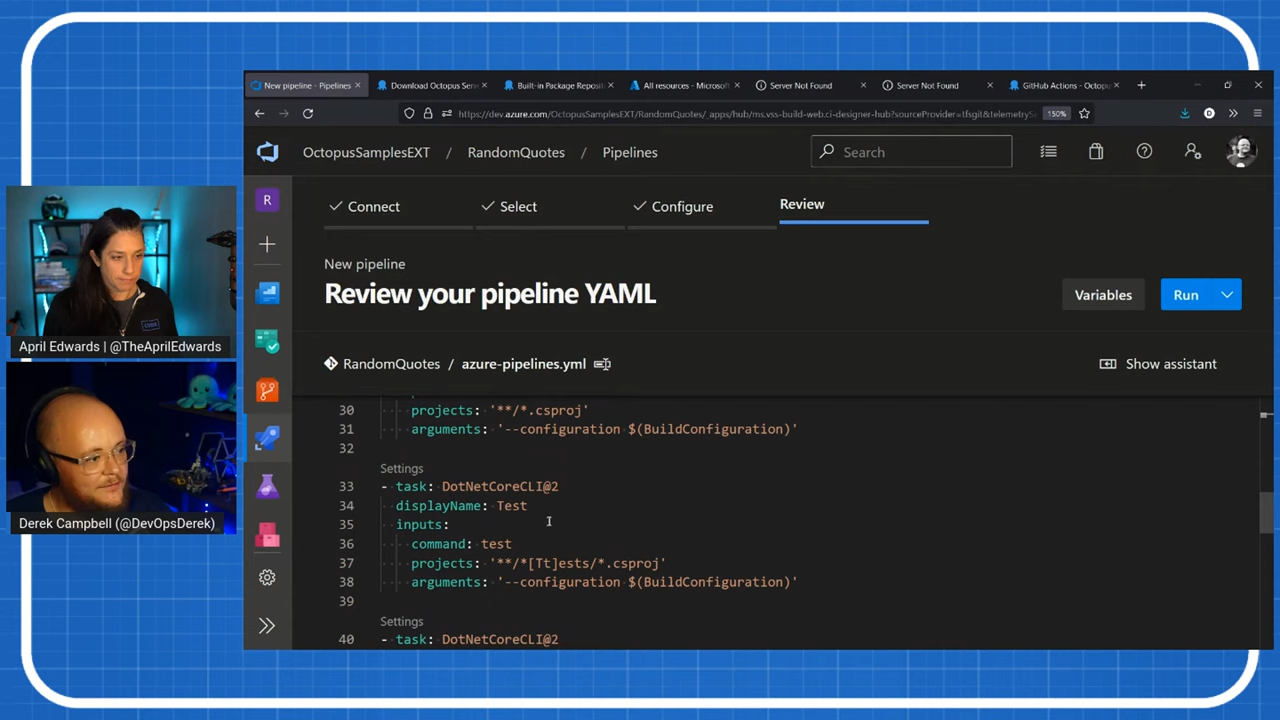 New pipeline - Pipelines
Download Octopus Serv
Built-in Package Reposit
All resources - Microsoft
Server Not Found
Server Not Found
GitHub Actions - Octopu
https://dev.azure.com/OctopusSamplesEXT/RandomQuotes/_apps/hub/ms.vss-build-web.ci-designer-hub?sourceProvider=tfsgit&telemetryS
150%
OctopusSamplesEXT / RandomQuotes / Pipelines
Search
R
Connect
Select
Configure
Review
New pipeline
Review your pipeline YAML
Variables
Run
RandomQuotes / azure-pipelines.yml
Show assistant
30 projects: '**/*.csproj'
31 arguments: '--configuration $(BuildConfiguration)'
32
Settings
33 - task: DotNetCoreCLI@2
34 displayName: Test
35 inputs:
36 command: test
37 projects: '**/*[Tt]ests/*.csproj'
38 arguments: '--configuration $(BuildConfiguration)'
39
Settings
40 - task: DotNetCoreCLI@2
April Edwards | @TheAprilEdwards
Derek Campbell (@DevOpsDerek)